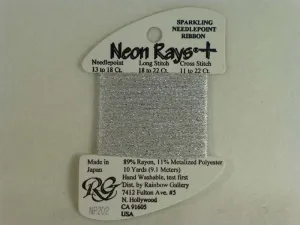 SPARKLING
NEEDLEPOINT
RIBBON
Neon Rays+
Needlepoint Long Stitch Cross Stitch
13 to 18 Ct. 18 to 22 Ct. 11 to 22 Ct.
Made in
Japan
89% Rayon, 11% Metalized Polyester
10 Yards (9.1 Meters)
Hand Washable, test first
Dist. by Rainbow Gallery
7412 Fulton Ave. #5
N. Hollywood
CA 91605
USA
RG